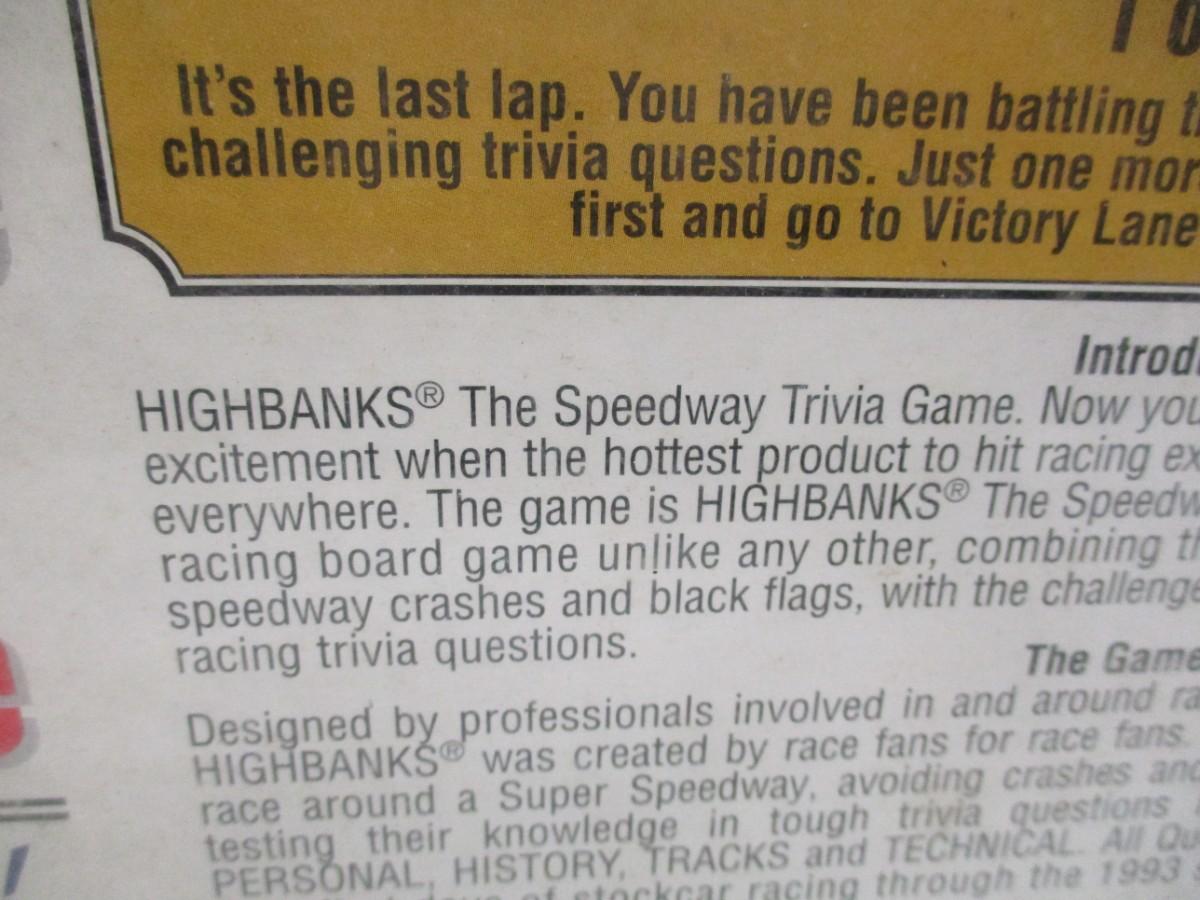 It's the last lap. You have been battling
challenging trivia questions. Just one
first and go to Victory Lane
HIGHBANKS® The Speedway Trivia Game. Now
excitement when the hottest product to hit racing
everywhere. The game is HIGHBANKS® The
racing board game unlike any other, combining
speedway crashes and black flags, with the
racing trivia questions.
The Game
Designed by professionals involved in and around
HIGHBANKS® was created by race fans for race fans.
race around a Super Speedway, avoiding crashes and
testing their knowledge in tough trivia questions
PERSONAL, HISTORY, TRACKS and TECHNICAL. All
of stockcar racing through the 1993